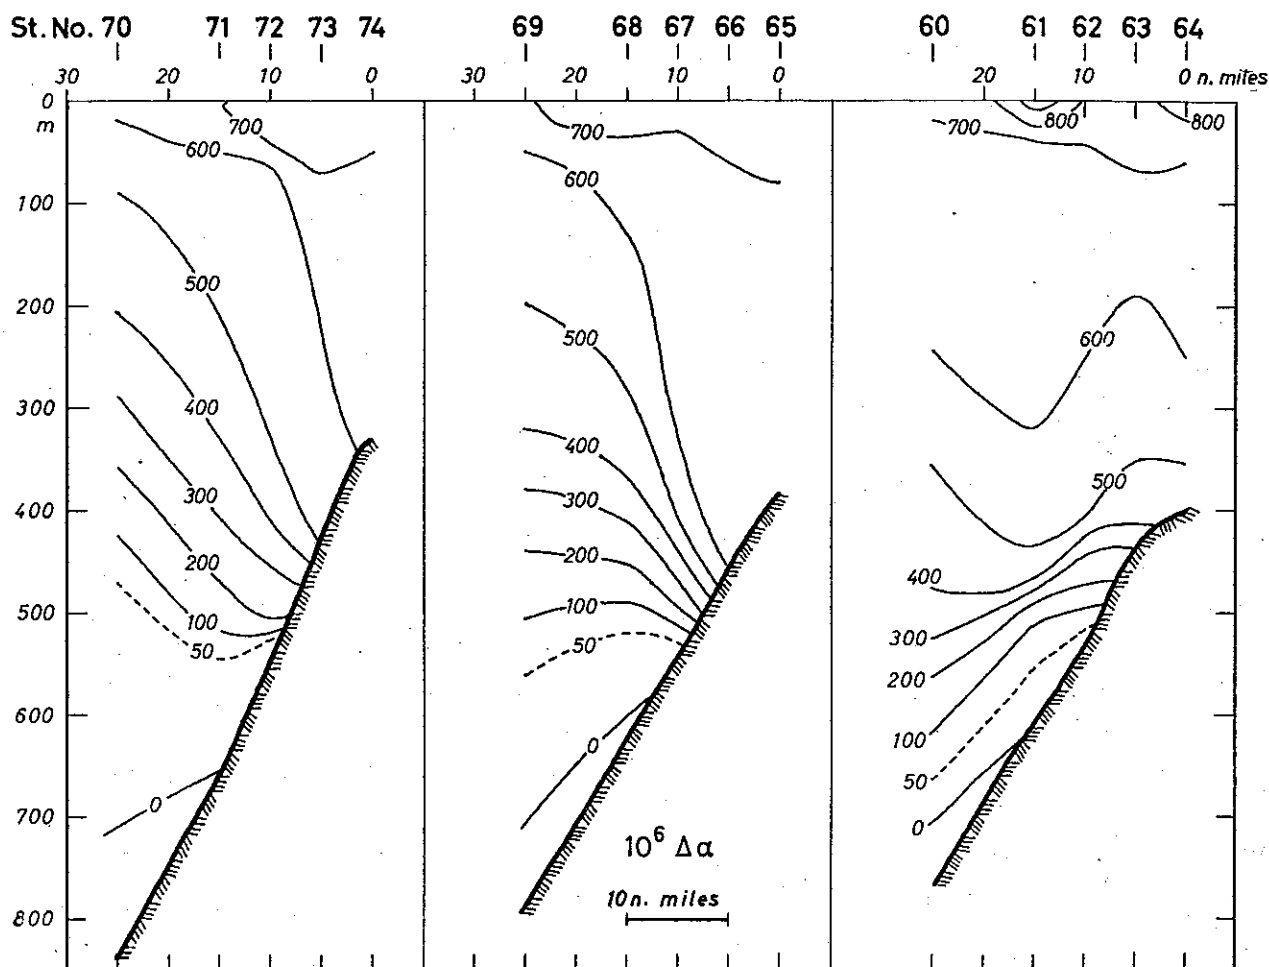 St. No. 70 71 72 73 74 69 68 67 66 65 60 61 62 63 64
30 20 10 0 30 20 10 0 20 10 0 n. miles
0
m
700 700 700 800 800
600 600
100
500
200
500 600
300
400
400 500
300
400
300 200 400
200 100 300
500
100 50 200
50
600
0 100
50
700
0 0
10⁶ Δα
10 n. miles
800